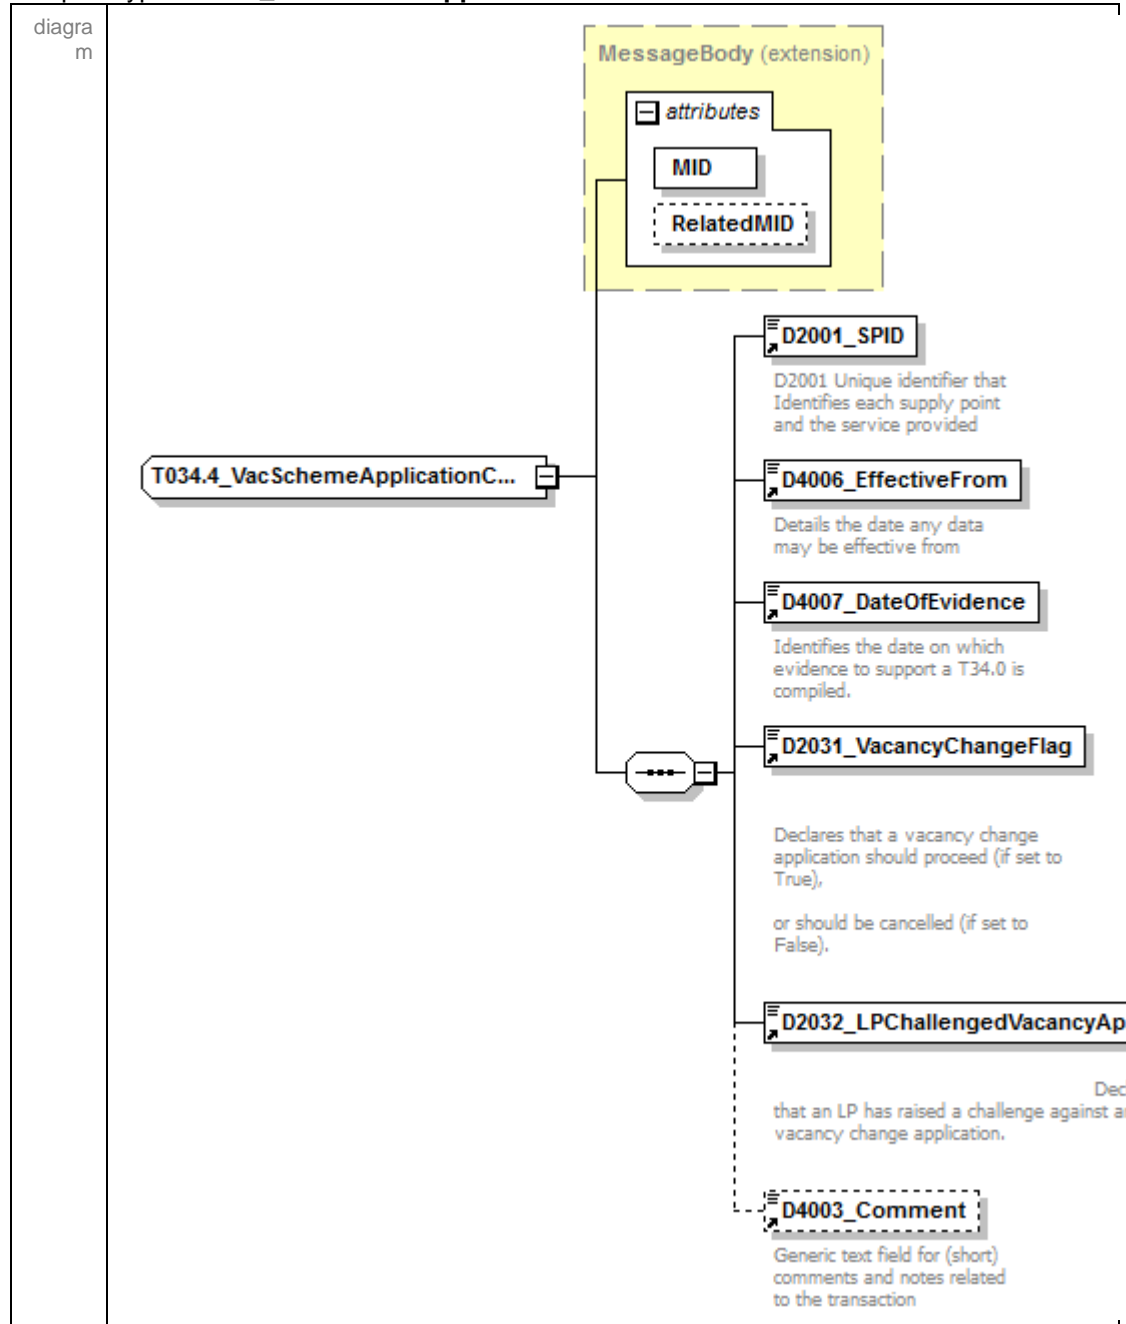 diagra
m
MessageBody (extension)
attributes
MID
RelatedMID
D2001_SPID
D2001 Unique identifier that
Identifies each supply point
and the service provided
T034.4_VacSchemeApplicationC...
D4006_EffectiveFrom
Details the date any data
may be effective from
D4007_DateOfEvidence
Identifies the date on which
evidence to support a T34.0 is
compiled.
D2031_VacancyChangeFlag
Declares that a vacancy change
application should proceed (if set to
True),
or should be cancelled (if set to
False).
D2032_LPChallengedVacancyAp
Dec
that an LP has raised a challenge against a
vacancy change application.
D4003_Comment
Generic text field for (short)
comments and notes related
to the transaction